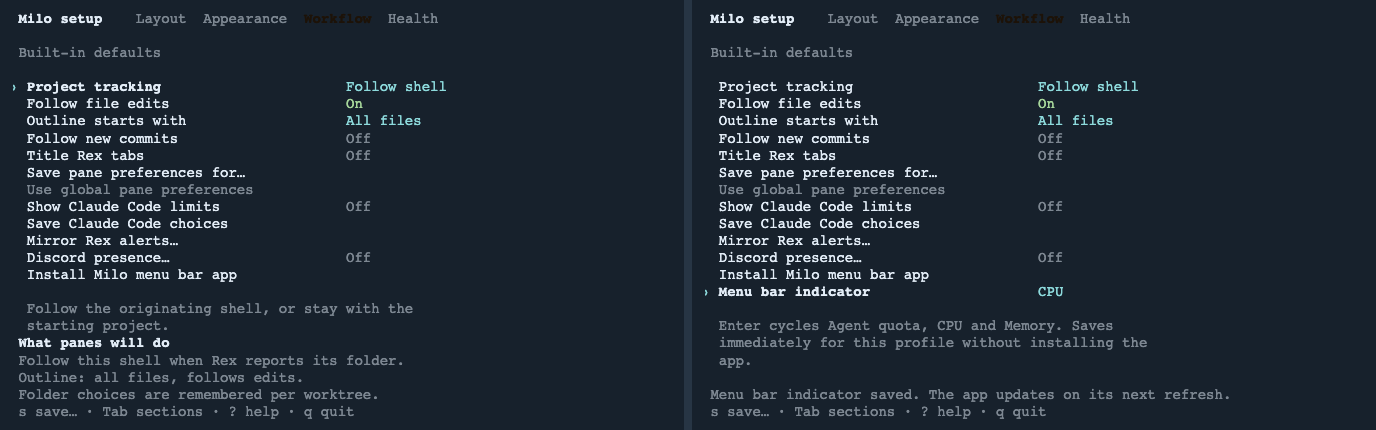 Milo setup Layout Appearance Workflow Health
Built-in defaults
› Project tracking Follow shell
Follow file edits On
Outline starts with All files
Follow new commits Off
Title Rex tabs Off
Save pane preferences for…
Use global pane preferences
Show Claude Code limits Off
Save Claude Code choices
Mirror Rex alerts…
Discord presence… Off
Install Milo menu bar app
Follow the originating shell, or stay with the
starting project.
What panes will do
Follow this shell when Rex reports its folder.
Outline: all files, follows edits.
Folder choices are remembered per worktree.
s save… · Tab sections · ? help · q quit
Milo setup Layout Appearance Workflow Health
Built-in defaults
Project tracking Follow shell
Follow file edits On
Outline starts with All files
Follow new commits Off
Title Rex tabs Off
Save pane preferences for…
Use global pane preferences
Show Claude Code limits Off
Save Claude Code choices
Mirror Rex alerts…
Discord presence… Off
Install Milo menu bar app
› Menu bar indicator CPU
Enter cycles Agent quota, CPU and Memory. Saves
immediately for this profile without installing the
app.
Menu bar indicator saved. The app updates on its next refresh.
s save… · Tab sections · ? help · q quit